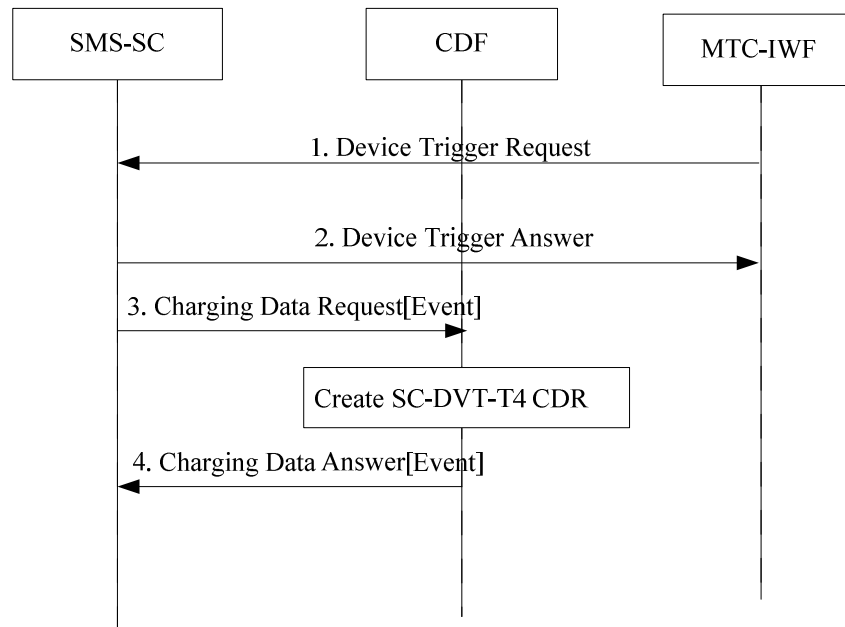 SMS-SC
CDF
MTC-IWF
1. Device Trigger Request
2. Device Trigger Answer
3. Charging Data Request[Event]
Create SC-DVT-T4 CDR
4. Charging Data Answer[Event]